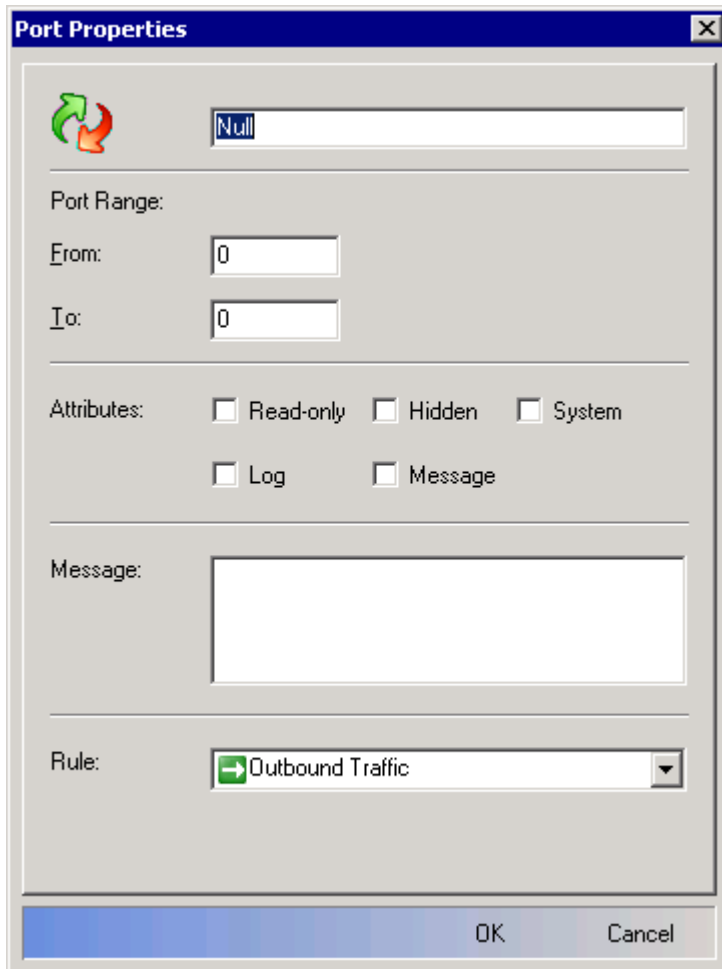 Port Properties
Null
Port Range:
From: 0
To: 0
Attributes: Read-only Hidden System
Log Message
Message:
Rule: Outbound Traffic
OK Cancel